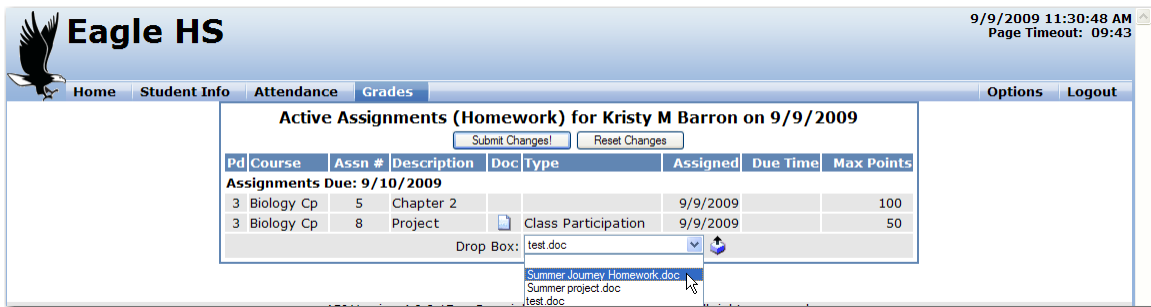 9/9/2009 11:30:48 AM
Eagle HS
Page Timeout: 09:43
Home Student Info Attendance Grades Options Logout
Active Assignments (Homework) for Kristy M Barron on 9/9/2009
Submit Changes! Reset Changes
Pd Course Assn # Description Doc Type Assigned Due Time Max Points
Assignments Due: 9/10/2009
3 Biology Cp 5 Chapter 2 9/9/2009 100
3 Biology Cp 8 Project Class Participation 9/9/2009 50
Drop Box: test.doc
Summer Journey Homework.doc
Summer project.doc
test.doc